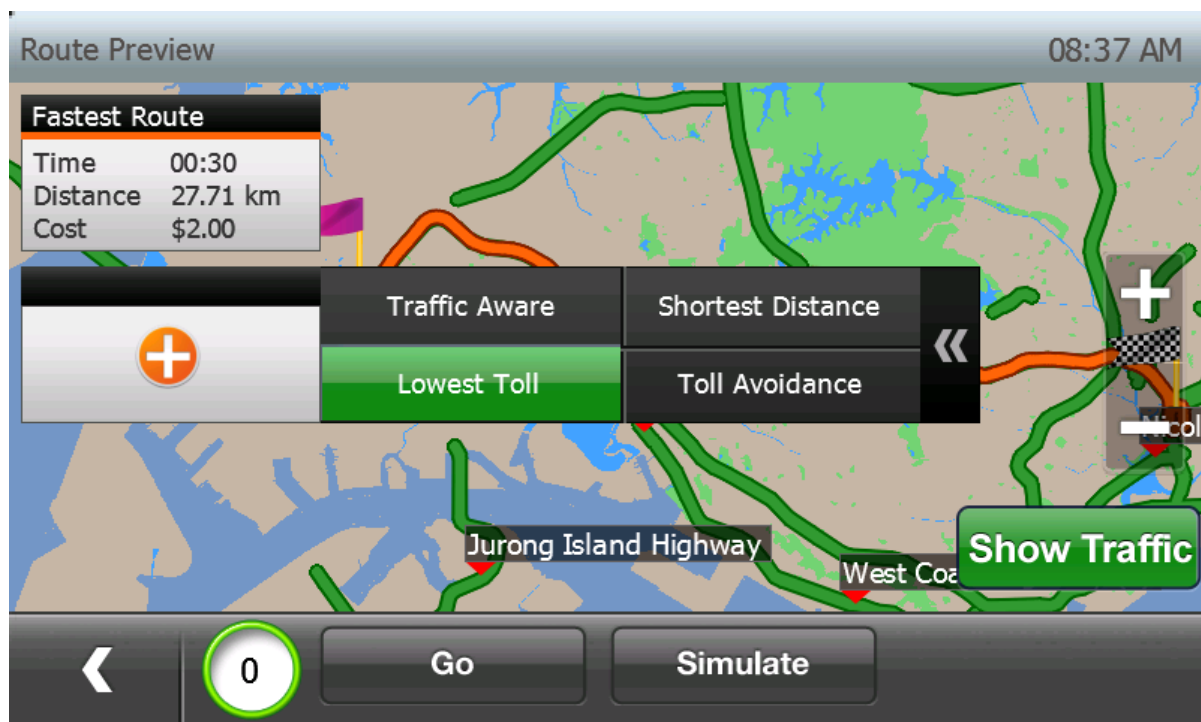 Route Preview
08:37 AM
Fastest Route
Time 00:30
Distance 27.71 km
Cost $2.00
Traffic Aware
Shortest Distance
Lowest Toll
Toll Avoidance
Jurong Island Highway
West
Show Traffic
0
Go
Simulate